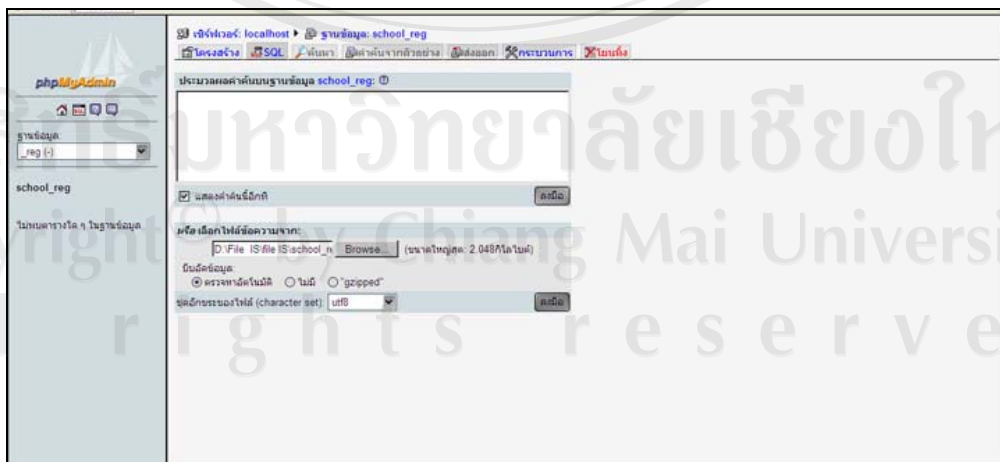 เซิร์ฟเวอร์: localhost ▶ ฐานข้อมูล: school_reg
โครงสร้าง SQL ค้นหา คำค้นจากตัวอย่าง ส่งออก กระบวนการ โยนทิ้ง
phpMyAdmin
ฐานข้อมูล:
_reg (-)
school_reg
ไม่พบตารางใด ๆ ในฐานข้อมูล
ประมวลผลคำค้นบนฐานข้อมูล school_reg:
แสดงคำค้นนี้อีกที
ลงมือ
หรือ เลือกไฟล์ข้อความจาก:
D:\File IS\file IS\school_r Browse... (ขนาดใหญ่สุด: 2,048กิโลไบต์)
บีบอัดข้อมูล:
ตรวจหาอัตโนมัติ ไม่มี "gzipped"
ชุดอักขระของไฟล์ (character set): utf8
ลงมือ
มหาวิทยาลัยเชียงให
by Chiang Mai Univers
rights reserve